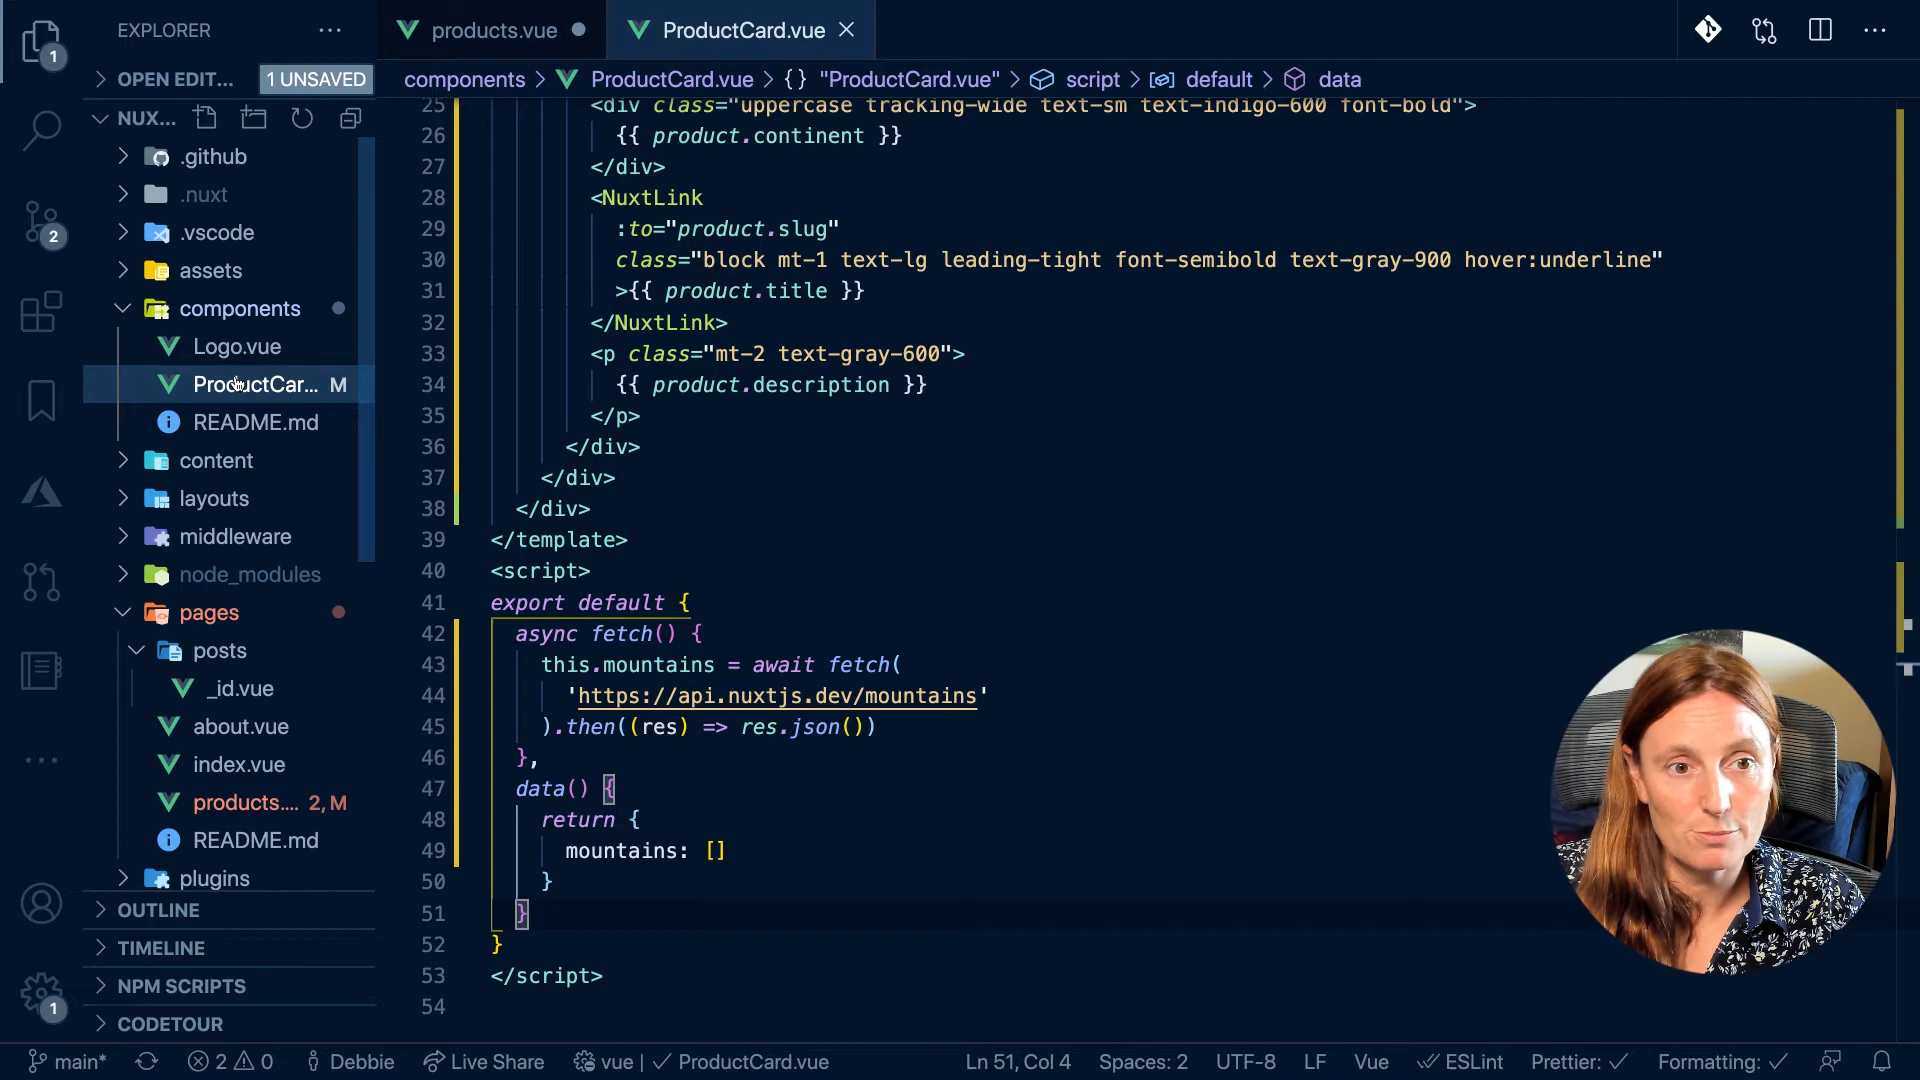 EXPLORER
products.vue
ProductCard.vue
1
OPEN EDIT...
1 UNSAVED
components > ProductCard.vue > {} "ProductCard.vue" > script > default > data
NUX...
.github
.nuxt
.vscode
assets
components
Logo.vue
ProductCar... M
README.md
content
layouts
middleware
node_modules
pages
posts
_id.vue
about.vue
index.vue
products.... 2, M
README.md
plugins
OUTLINE
TIMELINE
NPM SCRIPTS
CODETOUR
2
1
25 <div class="uppercase tracking-wide text-sm text-indigo-600 font-bold">
26 {{ product.continent }}
27 </div>
28 <NuxtLink
29 :to="product.slug"
30 class="block mt-1 text-lg leading-tight font-semibold text-gray-900 hover:underline"
31 >{{ product.title }}
32 </NuxtLink>
33 <p class="mt-2 text-gray-600">
34 {{ product.description }}
35 </p>
36 </div>
37 </div>
38 </div>
39 </template>
40 <script>
41 export default {
42 async fetch() {
43 this.mountains = await fetch(
44 'https://api.nuxtjs.dev/mountains'
45 ).then((res) => res.json())
46 },
47 data() {
48 return {
49 mountains: []
50 }
51 }
52 }
53 </script>
54
main* 2 0 Debbie Live Share vue | ✓ ProductCard.vue Ln 51, Col 4 Spaces: 2 UTF-8 LF Vue ESLint Prettier: ✓ Formatting: ✓